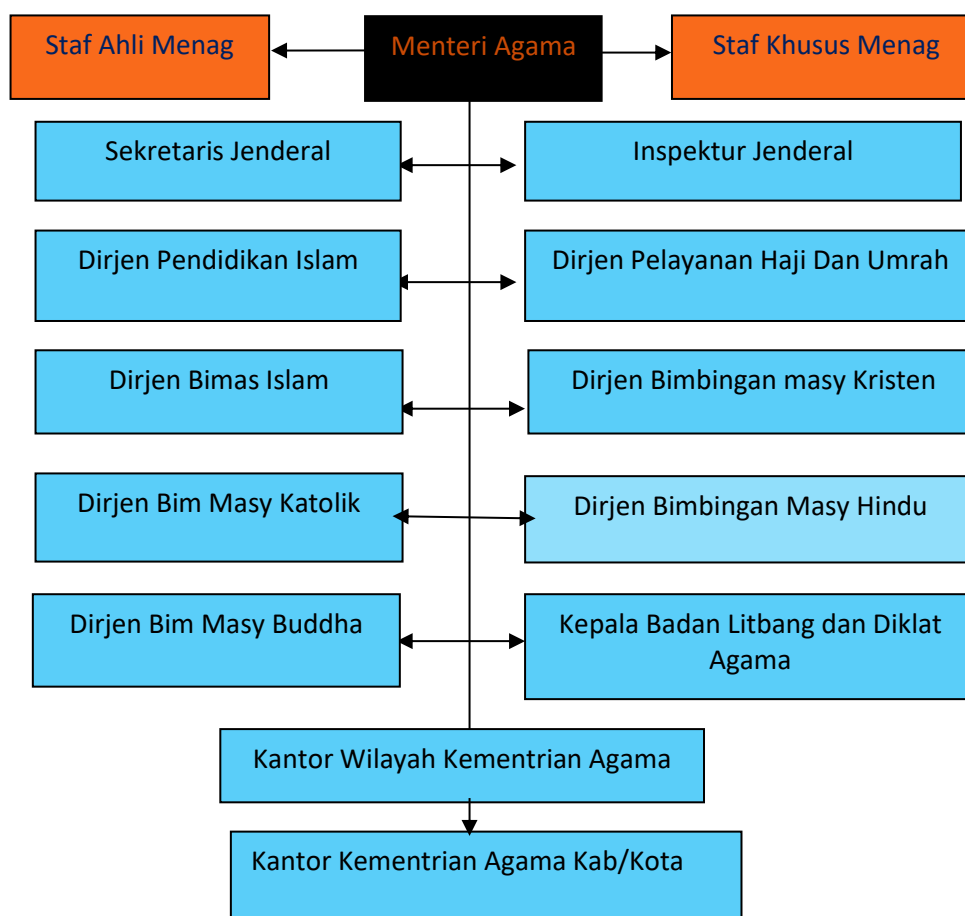 Staf Ahli Menag
Menteri Agama
Staf Khusus Menag
Sekretaris Jenderal
Inspektur Jenderal
Dirjen Pendidikan Islam
Dirjen Pelayanan Haji Dan Umrah
Dirjen Bimas Islam
Dirjen Bimbingan masy Kristen
Dirjen Bim Masy Katolik
Dirjen Bimbingan Masy Hindu
Dirjen Bim Masy Buddha
Kepala Badan Litbang dan Diklat
Agama
Kantor Wilayah Kementrian Agama
Kantor Kementrian Agama Kab/Kota